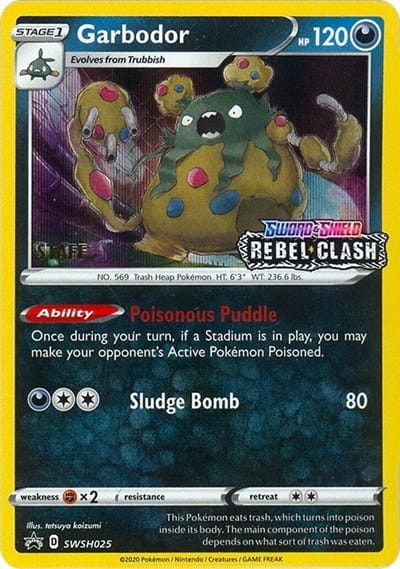 STAGE 1
Garbodor
HP 120
Evolves from Trubbish
STAFF
SWORD & SHIELD
REBEL CLASH
NO. 569 Trash Heap Pokémon HT: 6'3" WT: 236.6 lbs.
Ability Poisonous Puddle
Once during your turn, if a Stadium is in play, you may
make your opponent's Active Pokémon Poisoned.
Sludge Bomb 80
weakness ×2 resistance retreat
Illus. tetsuya koizumi
This Pokémon eats trash, which turns into poison
inside its body. The main component of the poison
depends on what sort of trash was eaten.
D SWSH025
©2020 Pokémon / Nintendo / Creatures / GAME FREAK